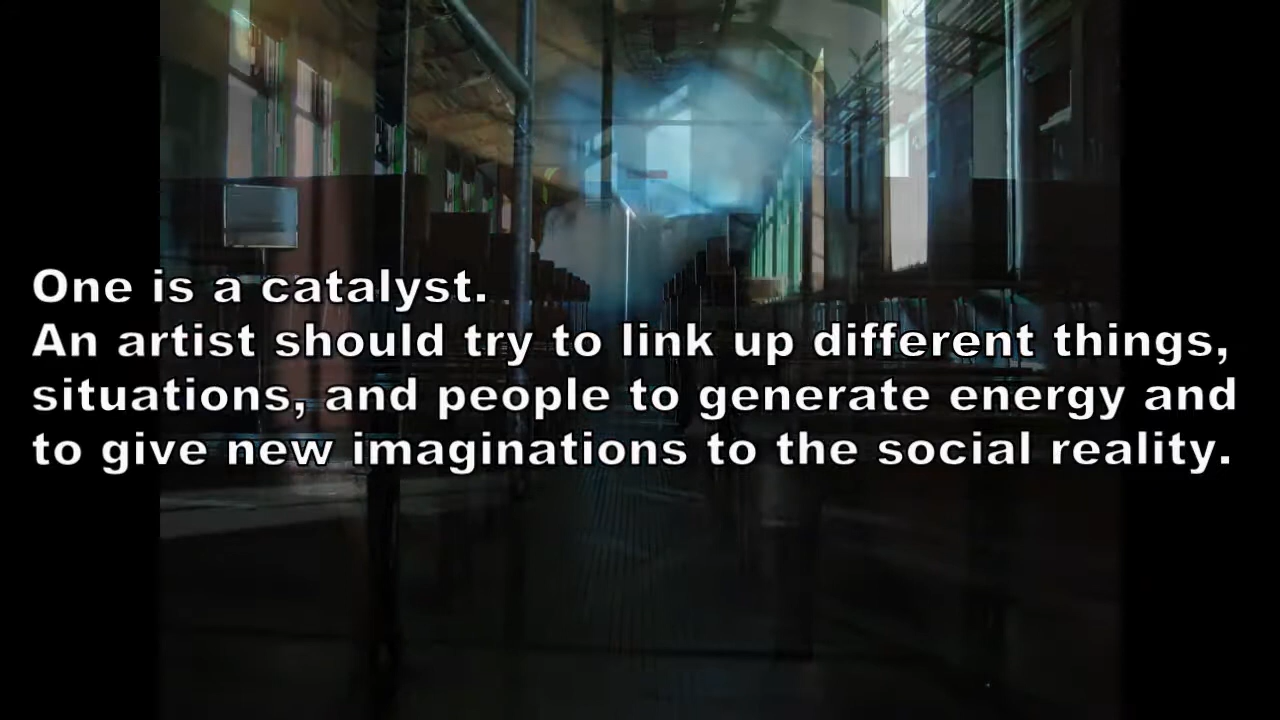 One is a catalyst.
An artist should try to link up different things,
situations, and people to generate energy and
to give new imaginations to the social reality.